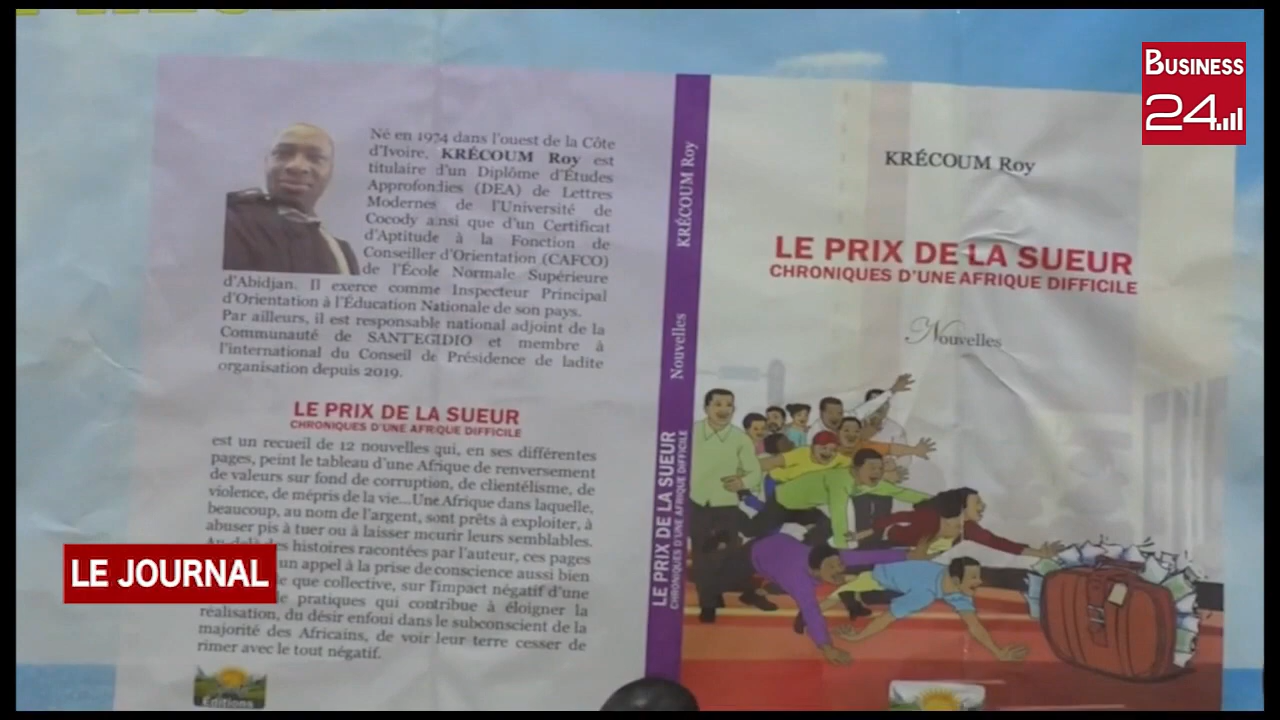 BUSINESS
24
Né en 1974 dans l'ouest de la Côte
d'Ivoire, KRÉCOUM Roy est
titulaire d'un Diplôme d'Études
Approfondies (DEA) de Lettres
Modernes de l'Université de
Cocody ainsi que d'un Certificat
d'Aptitude à la Fonction de
Conseiller d'Orientation (CAFCO)
de l'École Normale Supérieure
d'Abidjan. Il exerce comme Inspecteur Principal
d'Orientation à l'Éducation Nationale de son pays.
Par ailleurs, il est responsable national adjoint de la
Communauté de SANT'EGIDIO et membre à
l'international du Conseil de Présidence de ladite
organisation depuis 2019.
LE PRIX DE LA SUEUR
CHRONIQUES D'UNE AFRIQUE DIFFICILE
est un recueil de 12 nouvelles qui, en ses différentes
pages, peint le tableau d'une Afrique de renversement
de valeurs sur fond de corruption, de clientélisme, de
violence, de mépris de la vie... Une Afrique dans laquelle,
beaucoup, au nom de l'argent, sont prêts à exploiter, à
abuser pis à tuer ou à laisser mourir leurs semblables.
Au-delà des histoires racontées par l'auteur, ces pages
un appel à la prise de conscience aussi bien
que collective, sur l'impact négatif d'une
pratiques qui contribue à éloigner la
réalisation, du désir enfoui dans le subconscient de la
majorité des Africains, de voir leur terre cesser de
rimer avec le tout négatif.
Éditions
KRÉCOUM Roy
Nouvelles
LE PRIX DE LA SUEUR
CHRONIQUES D'UNE AFRIQUE DIFFICILE
KRÉCOUM Roy
LE PRIX DE LA SUEUR
CHRONIQUES D'UNE AFRIQUE DIFFICILE
Nouvelles
LE JOURNAL